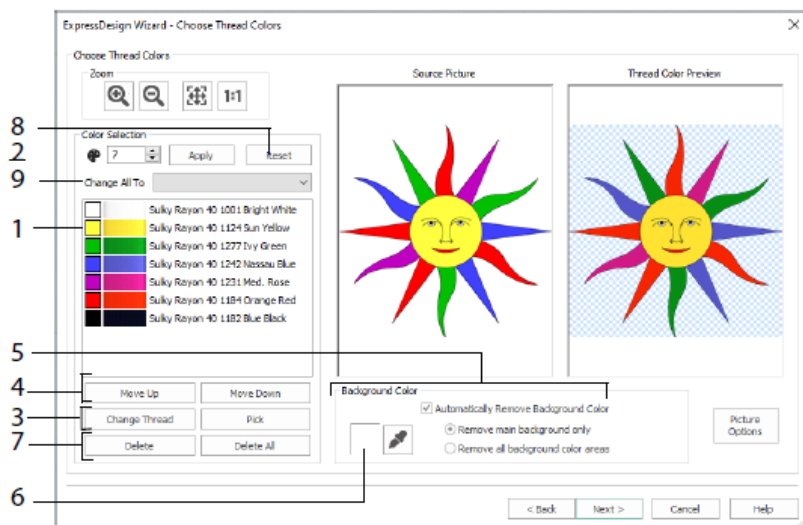 ExpressDesign Wizard - Choose Thread Colors
Choose Thread Colors
Zoom
1:1
Source Picture
Thread Color Preview
8
Color Selection
2
7
Apply
Reset
9
Change All To
Sulky Rayon 40 1001 Bright White
1
Sulky Rayon 40 1124 Sun Yellow
Sulky Rayon 40 1277 Ivy Green
Sulky Rayon 40 1242 Nassau Blue
Sulky Rayon 40 1231 Med. Rose
Sulky Rayon 40 1184 Orange Red
Sulky Rayon 40 1182 Blue Black
5
4
Move Up
Move Down
3
Change Thread
Pick
7
Delete
Delete All
Background Color
Automatically Remove Background Color
Remove main background only
Remove all background color areas
Picture
Options
6
< Back
Next >
Cancel
Help